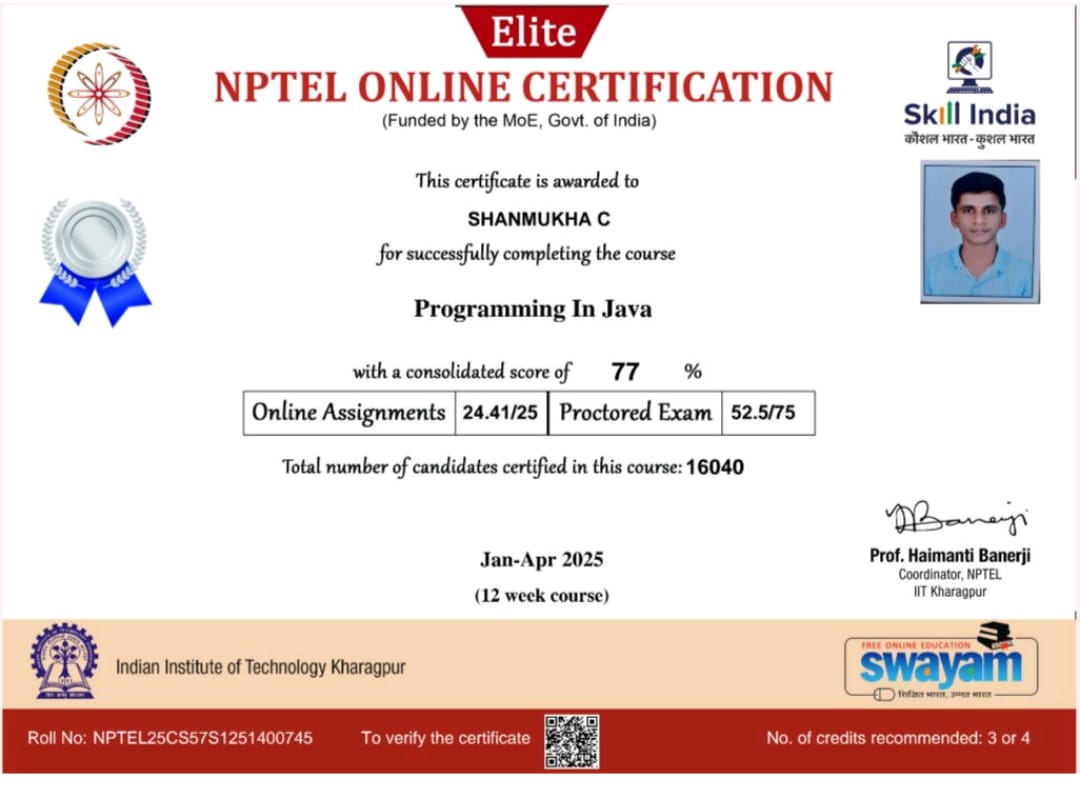 Elite
NPTEL ONLINE CERTIFICATION
(Funded by the MoE, Govt. of India)
Skill India
कौशल भारत - कुशल भारत
This certificate is awarded to
SHANMUKHA C
for successfully completing the course
Programming In Java
with a consolidated score of 77 %
Online Assignments 24.41/25 Proctored Exam 52.5/75
Total number of candidates certified in this course: 16040
Jan-Apr 2025
(12 week course)
Prof. Haimanti Banerji
Coordinator, NPTEL
IIT Kharagpur
Indian Institute of Technology Kharagpur
FREE ONLINE EDUCATION
swayam
शिक्षित भारत, उन्नत भारत
Roll No: NPTEL25CS57S1251400745 To verify the certificate No. of credits recommended: 3 or 4